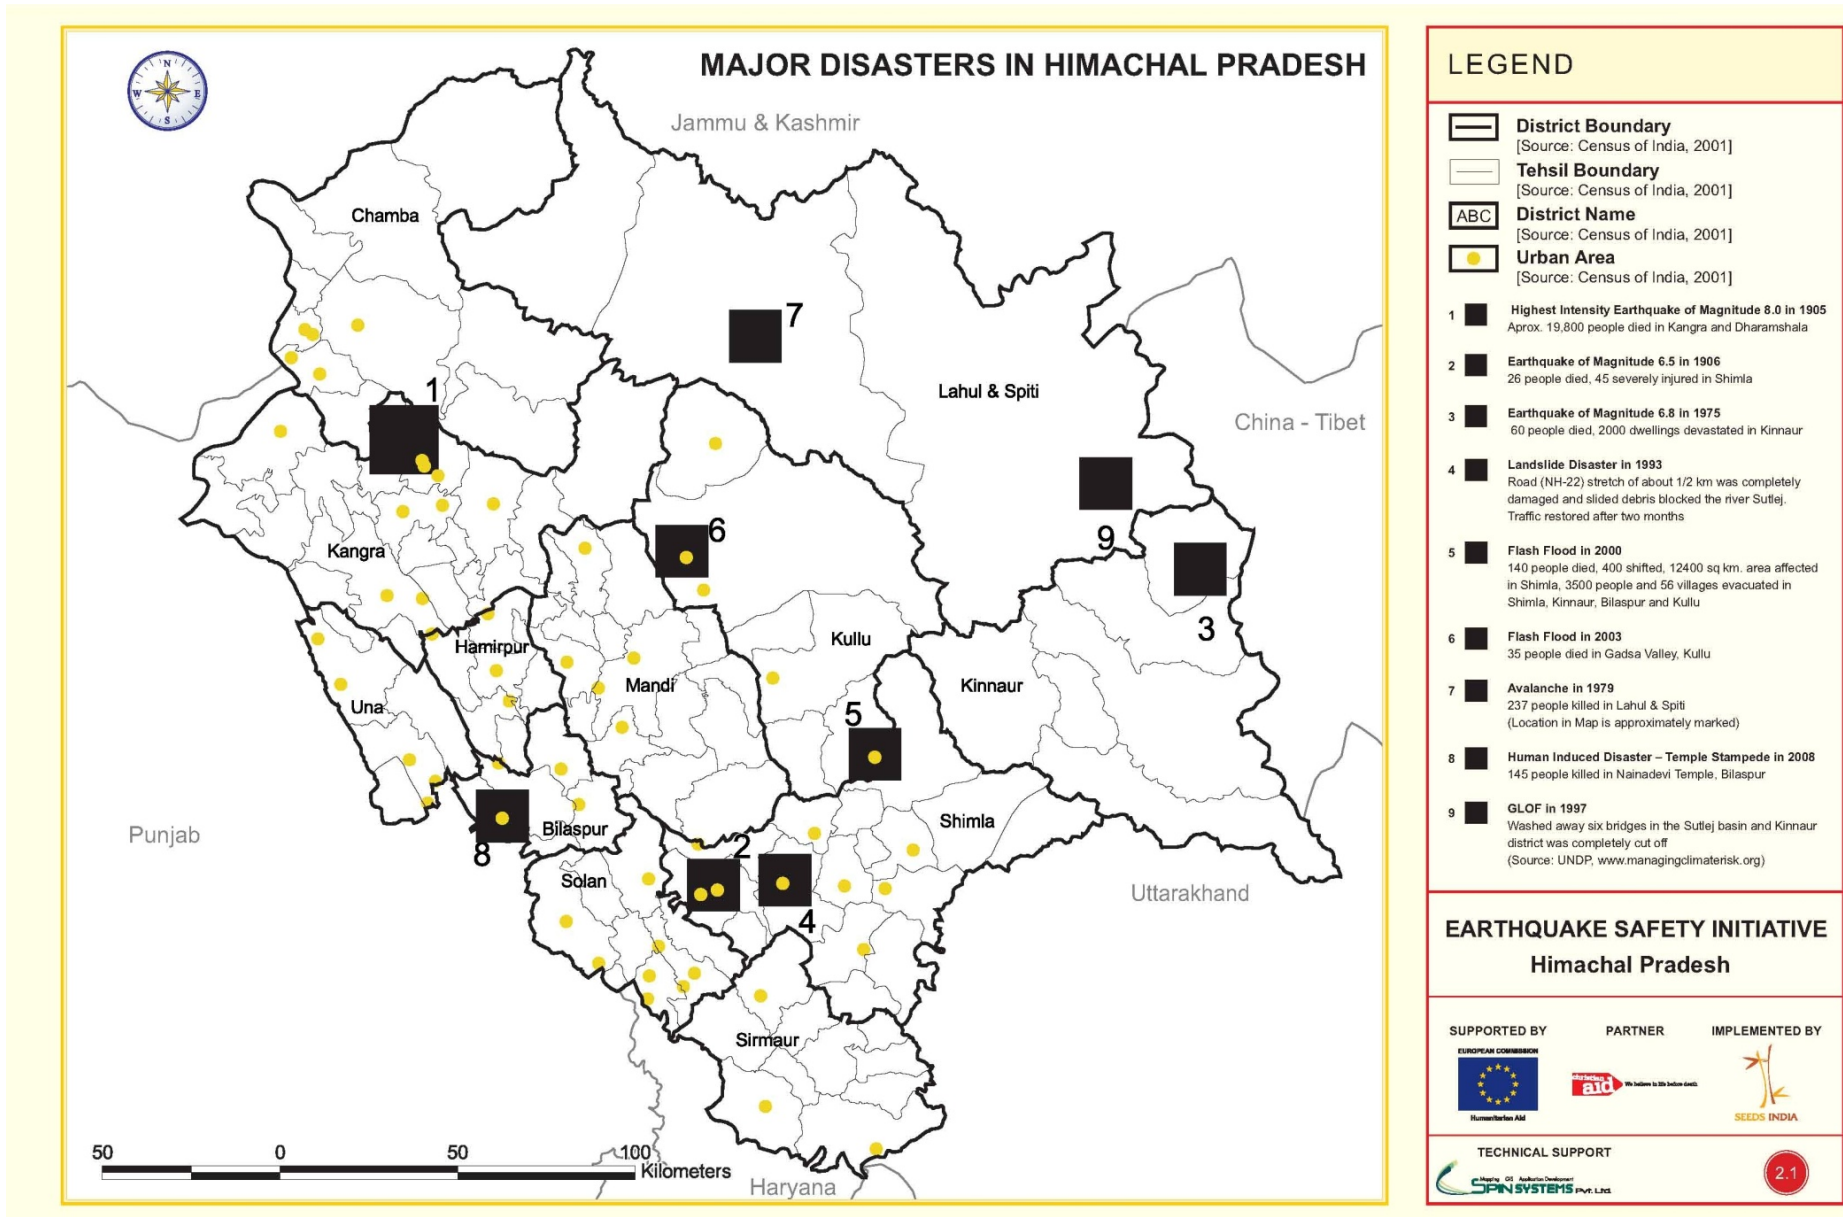 MAJOR DISASTERS IN HIMACHAL PRADESH
N
W
E
S
Jammu & Kashmir
Chamba
7
Lahul & Spiti
1
China - Tibet
6
9
Kangra
3
Kullu
Hamirpur
Kinnaur
Mandi
Una
5
Shimla
Bilaspur
Punjab
8
2
Solan
Uttarakhand
4
Sirmaur
50 0 50 100
Kilometers
Haryana
LEGEND
District Boundary
[Source: Census of India, 2001]
Tehsil Boundary
[Source: Census of India, 2001]
ABC District Name
[Source: Census of India, 2001]
Urban Area
[Source: Census of India, 2001]
1 Highest Intensity Earthquake of Magnitude 8.0 in 1905
Aprox. 19,800 people died in Kangra and Dharamshala
2 Earthquake of Magnitude 6.5 in 1906
26 people died, 45 severely injured in Shimla
3 Earthquake of Magnitude 6.8 in 1975
60 people died, 2000 dwellings devastated in Kinnaur
4 Landslide Disaster in 1993
Road (NH-22) stretch of about 1/2 km was completely
damaged and slided debris blocked the river Sutlej.
Traffic restored after two months
5 Flash Flood in 2000
140 people died, 400 shifted, 12400 sq km. area affected
in Shimla, 3500 people and 56 villages evacuated in
Shimla, Kinnaur, Bilaspur and Kullu
6 Flash Flood in 2003
35 people died in Gadsa Valley, Kullu
7 Avalanche in 1979
237 people killed in Lahul & Spiti
(Location in Map is approximately marked)
8 Human Induced Disaster – Temple Stampede in 2008
145 people killed in Nainadevi Temple, Bilaspur
9 GLOF in 1997
Washed away six bridges in the Sutlej basin and Kinnaur
district was completely cut off
(Source: UNDP, www.managingclimaterisk.org)
EARTHQUAKE SAFETY INITIATIVE
Himachal Pradesh
SUPPORTED BY PARTNER IMPLEMENTED BY
EUROPEAN COMMISSION
Humanitarian Aid
christian
aid We believe in life before death
SEEDS INDIA
TECHNICAL SUPPORT
Mapping GIS Application Development
SPIN SYSTEMS Pvt. Ltd.
2.1